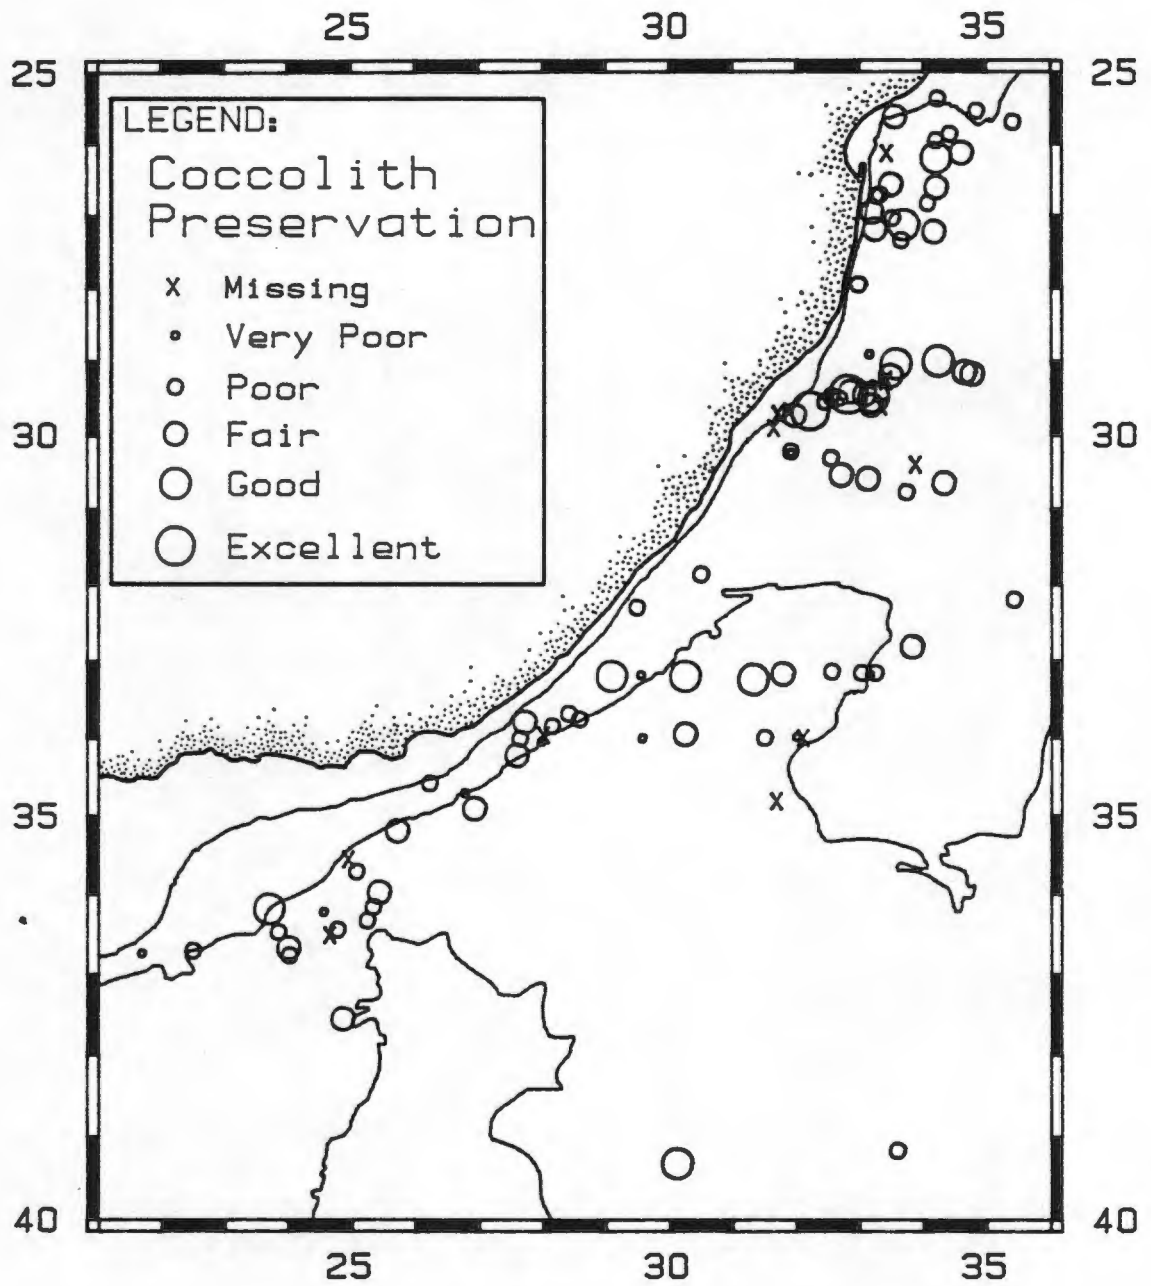 25 30 35
25 25
LEGEND:
Coccolith
Preservation
x Missing
Very Poor
Poor
30 Fair 30
Good
Excellent
35 35
40 40
25 30 35